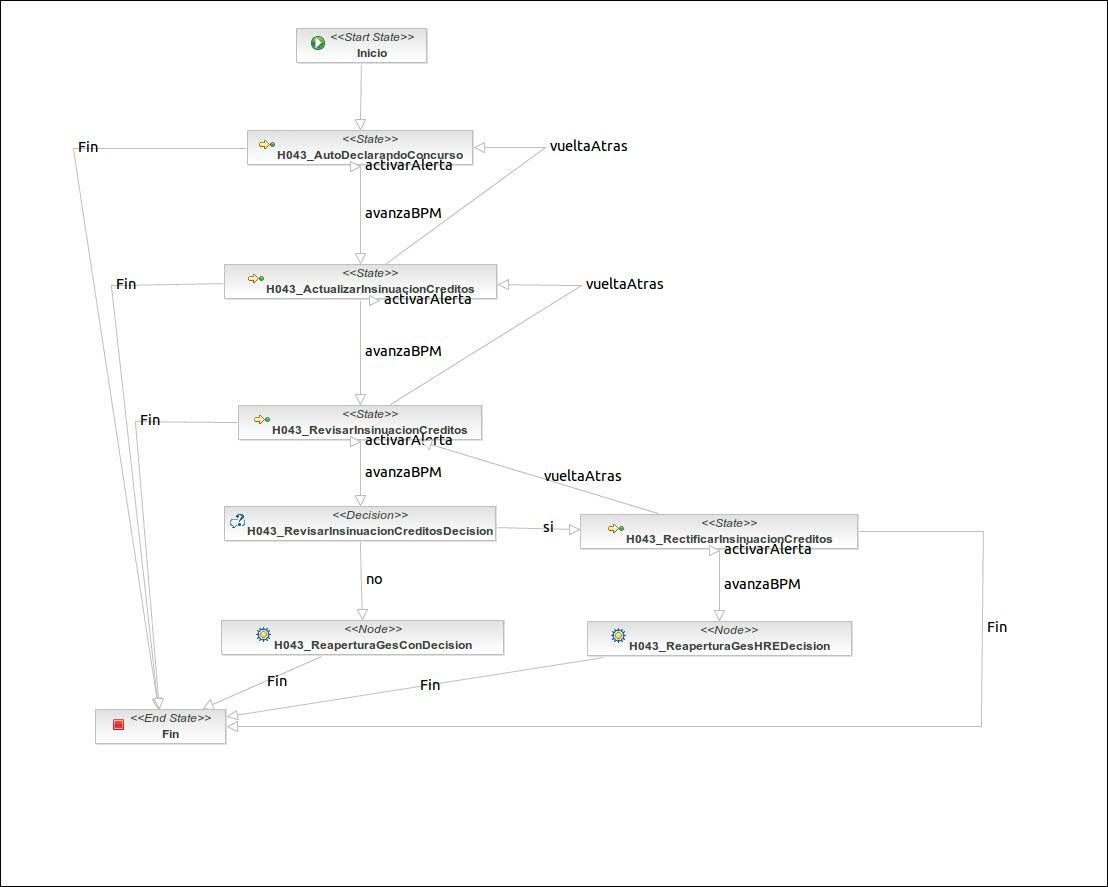 <<Start State>>
Inicio
Fin
<<State>>
H043_AutoDeclarandoConcurso
vueltaAtras
activarAlerta
avanzaBPM
Fin
<<State>>
H043_ActualizarInsinuacionCreditos
vueltaAtras
activarAlerta
avanzaBPM
Fin
<<State>>
H043_RevisarInsinuacionCreditos
activarAlerta
avanzaBPM
vueltaAtras
<<Decision>>
H043_RevisarInsinuacionCreditosDecision
si
<<State>>
H043_RectificarInsinuacionCreditos
activarAlerta
no
avanzaBPM
Fin
<<Node>>
H043_ReaperturaGesConDecision
<<Node>>
H043_ReaperturaGesHREDecision
Fin
Fin
<<End State>>
Fin